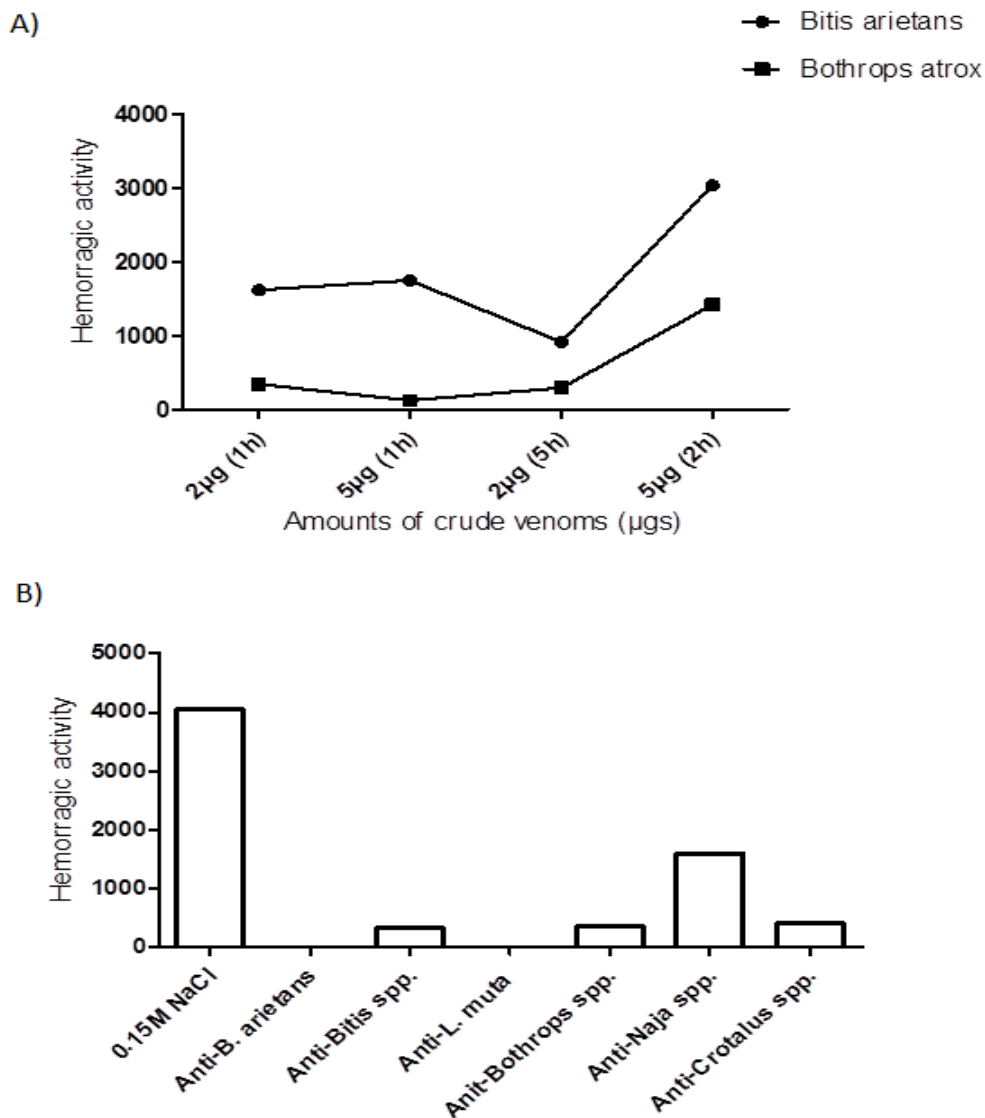 A)
Bitis arietans
Bothrops atrox
Hemorragic activity
4000
3000
2000
1000
0
2µg (1h)
5µg (1h)
2µg (5h)
5µg (2h)
Amounts of crude venoms (µgs)
B)
Hemorragic activity
5000
4000
3000
2000
1000
0
0.15M NaCl
Anti-B. arietans
Anti-Bitis spp.
Anti-L. muta
Anit-Bothrops spp.
Anti-Naja spp.
Anti-Crotalus spp.